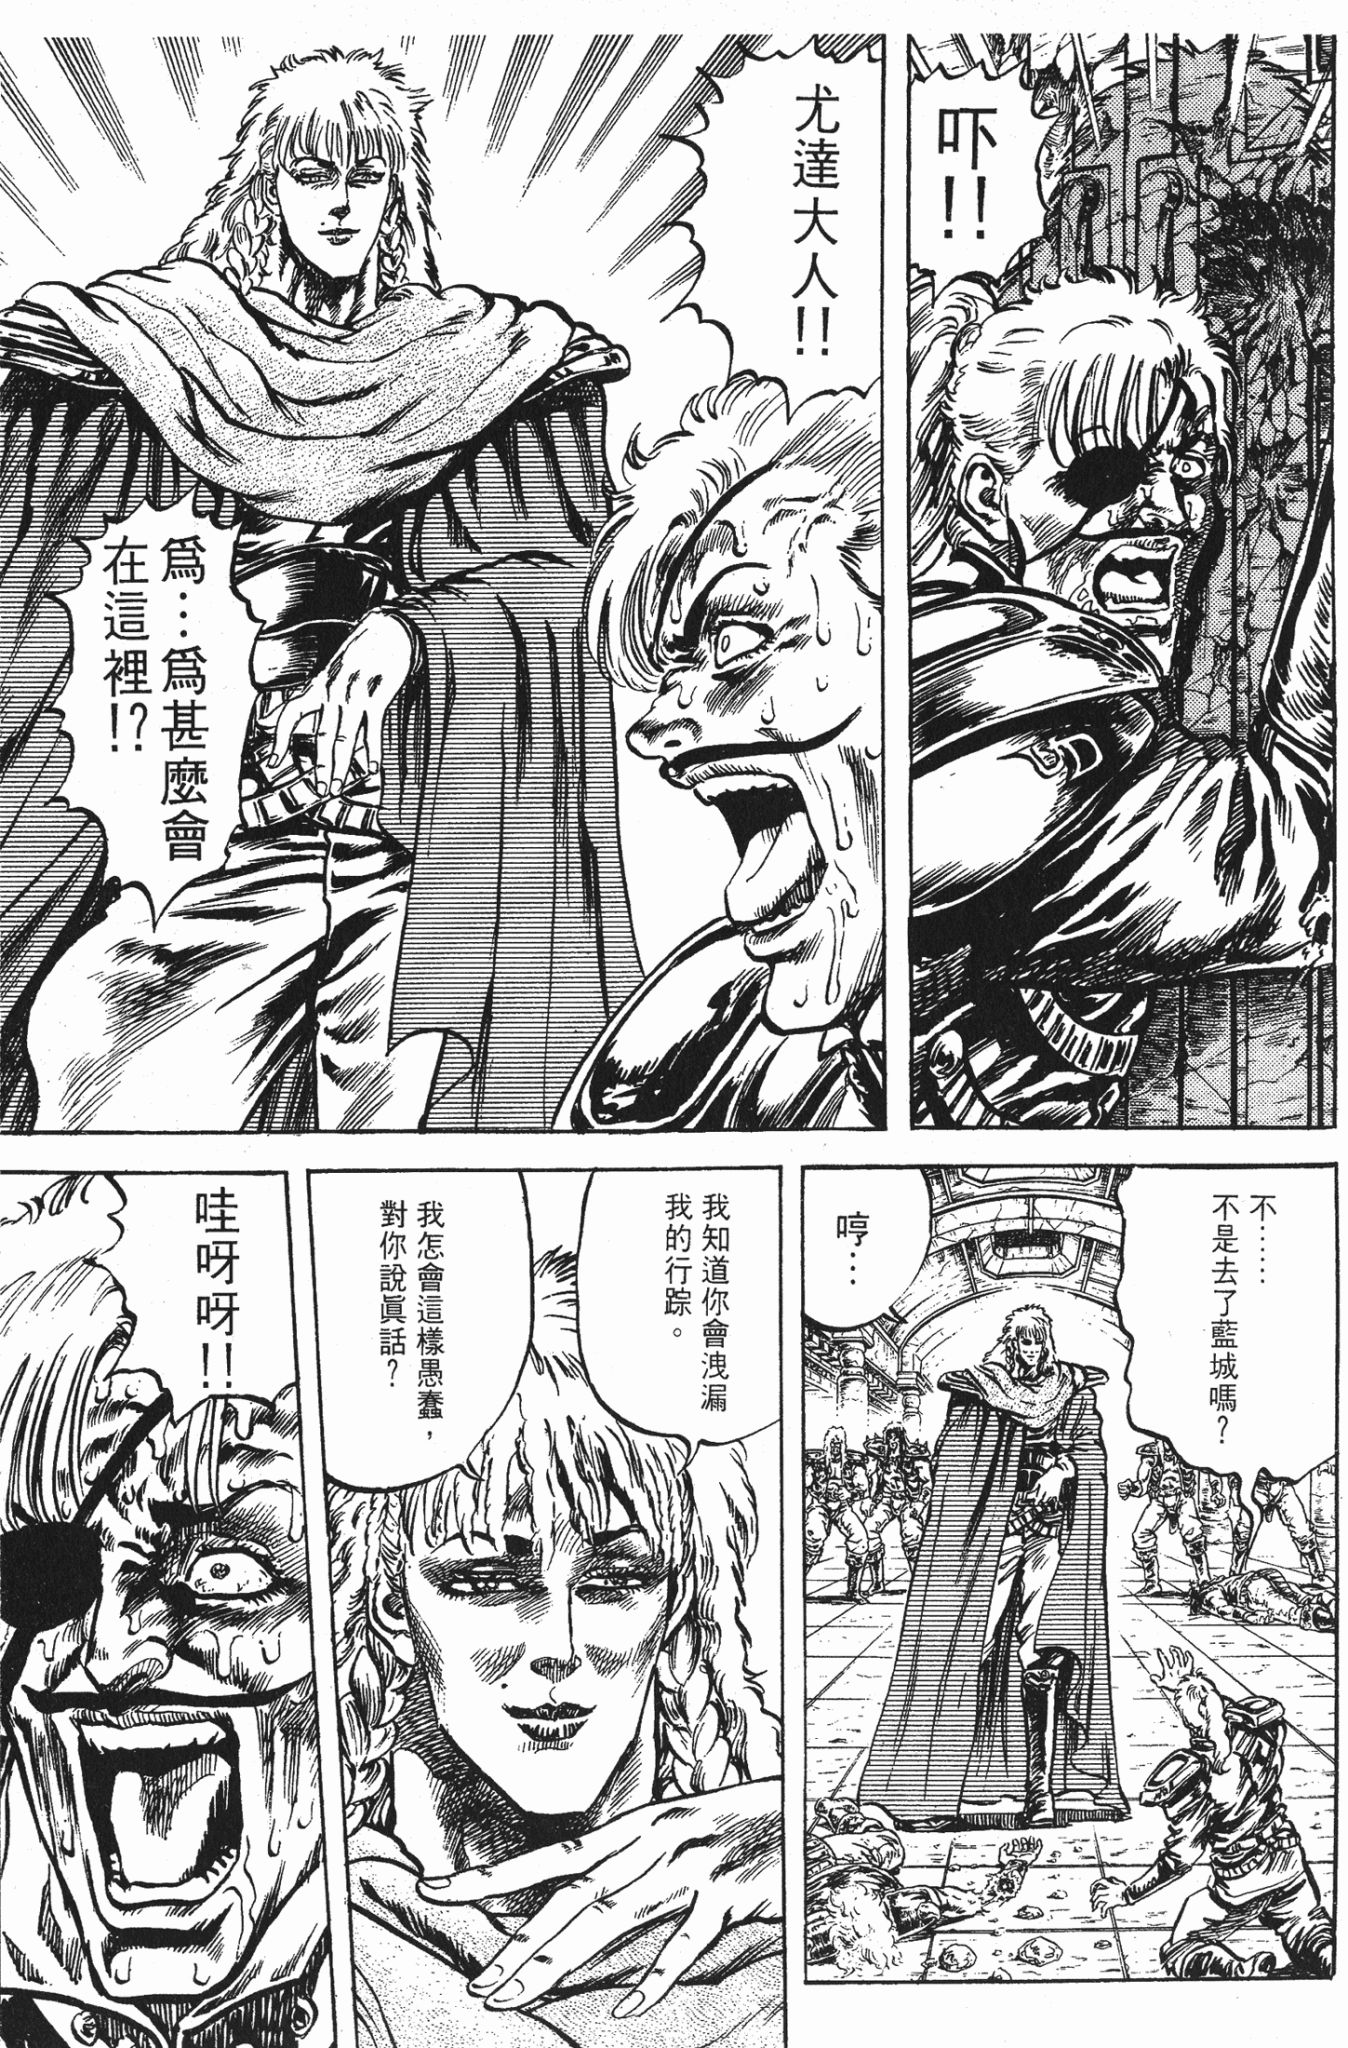 吓!!
尤達大人!!
爲…爲甚麼會
在這裡!?
不……
不是去了藍城嗎？
哼…
我知道你會洩漏
我的行踪。
我怎會這樣愚蠢，
對你說眞話？
哇呀呀!!